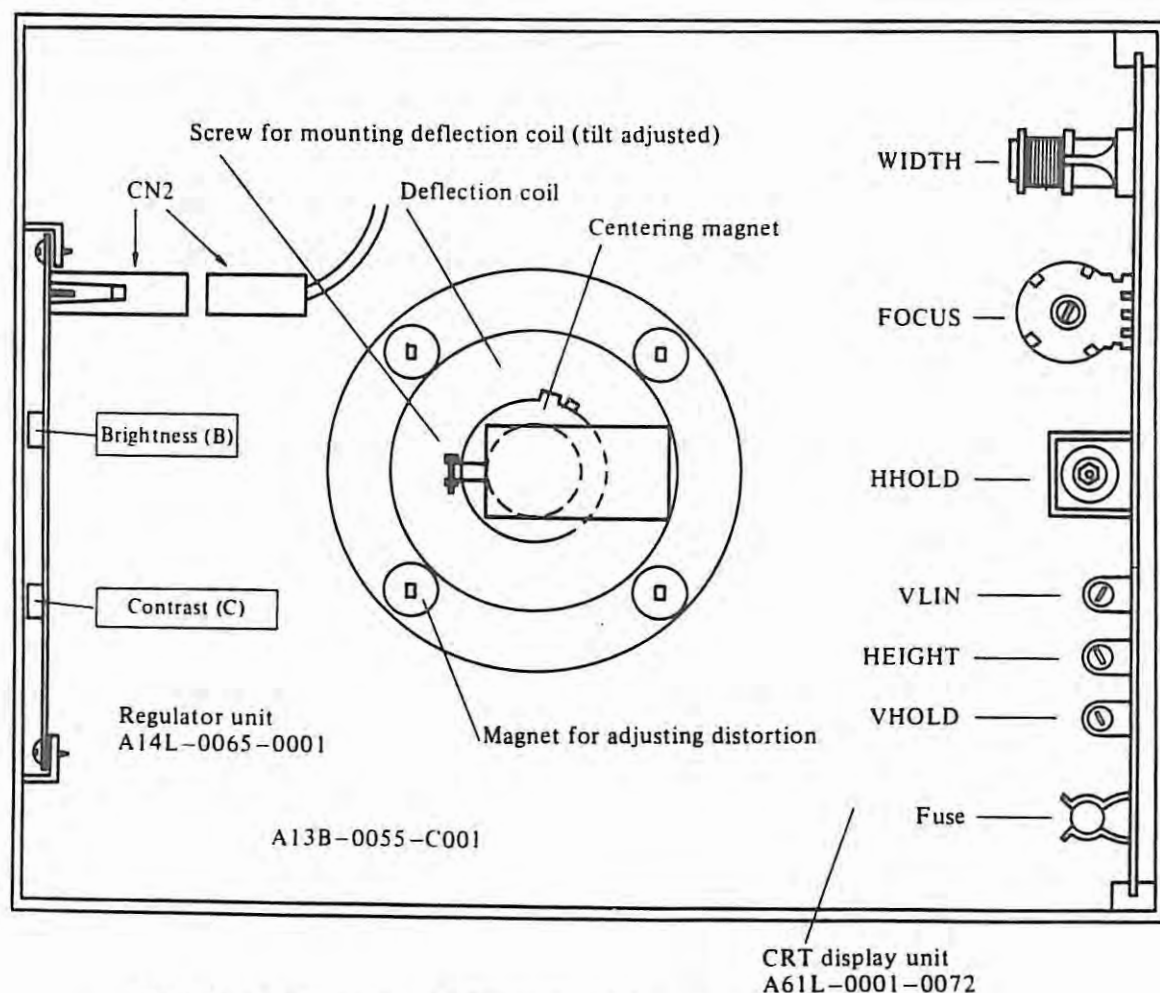 Screw for mounting deflection coil (tilt adjusted)
WIDTH
CN2
Deflection coil
Centering magnet
FOCUS
Brightness (B)
HHOLD
Contrast (C)
VLIN
HEIGHT
Regulator unit
A14L-0065-0001
VHOLD
Magnet for adjusting distortion
Fuse
A13B-0055-C001
CRT display unit
A61L-0001-0072